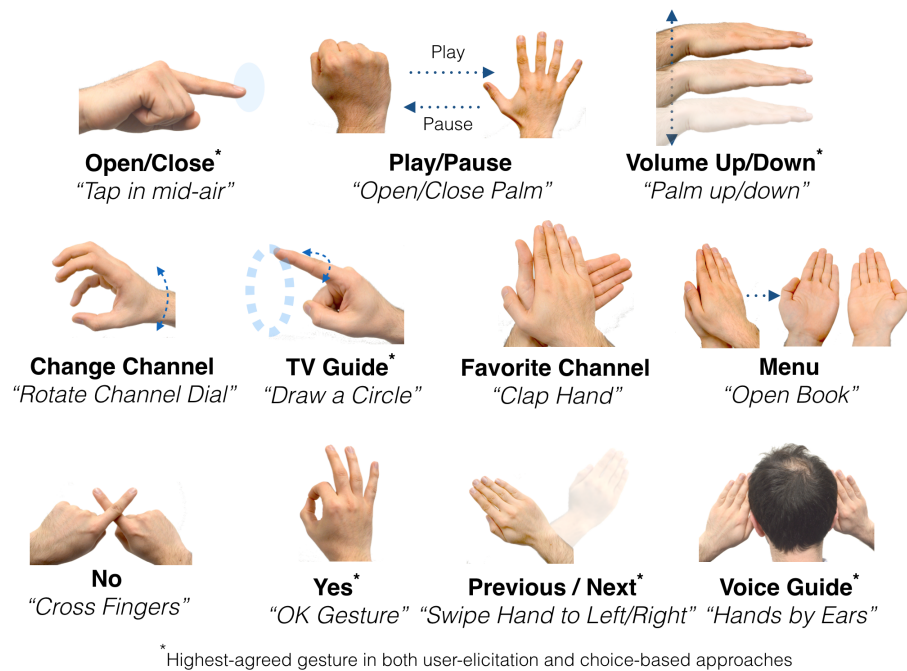 Play
Pause
Open/Close*
"Tap in mid-air"
Play/Pause
"Open/Close Palm"
Volume Up/Down*
"Palm up/down"
Change Channel
"Rotate Channel Dial"
TV Guide*
"Draw a Circle"
Favorite Channel
"Clap Hand"
Menu
"Open Book"
No
"Cross Fingers"
Yes*
"OK Gesture"
Previous / Next*
"Swipe Hand to Left/Right"
Voice Guide*
"Hands by Ears"
*Highest-agreed gesture in both user-elicitation and choice-based approaches